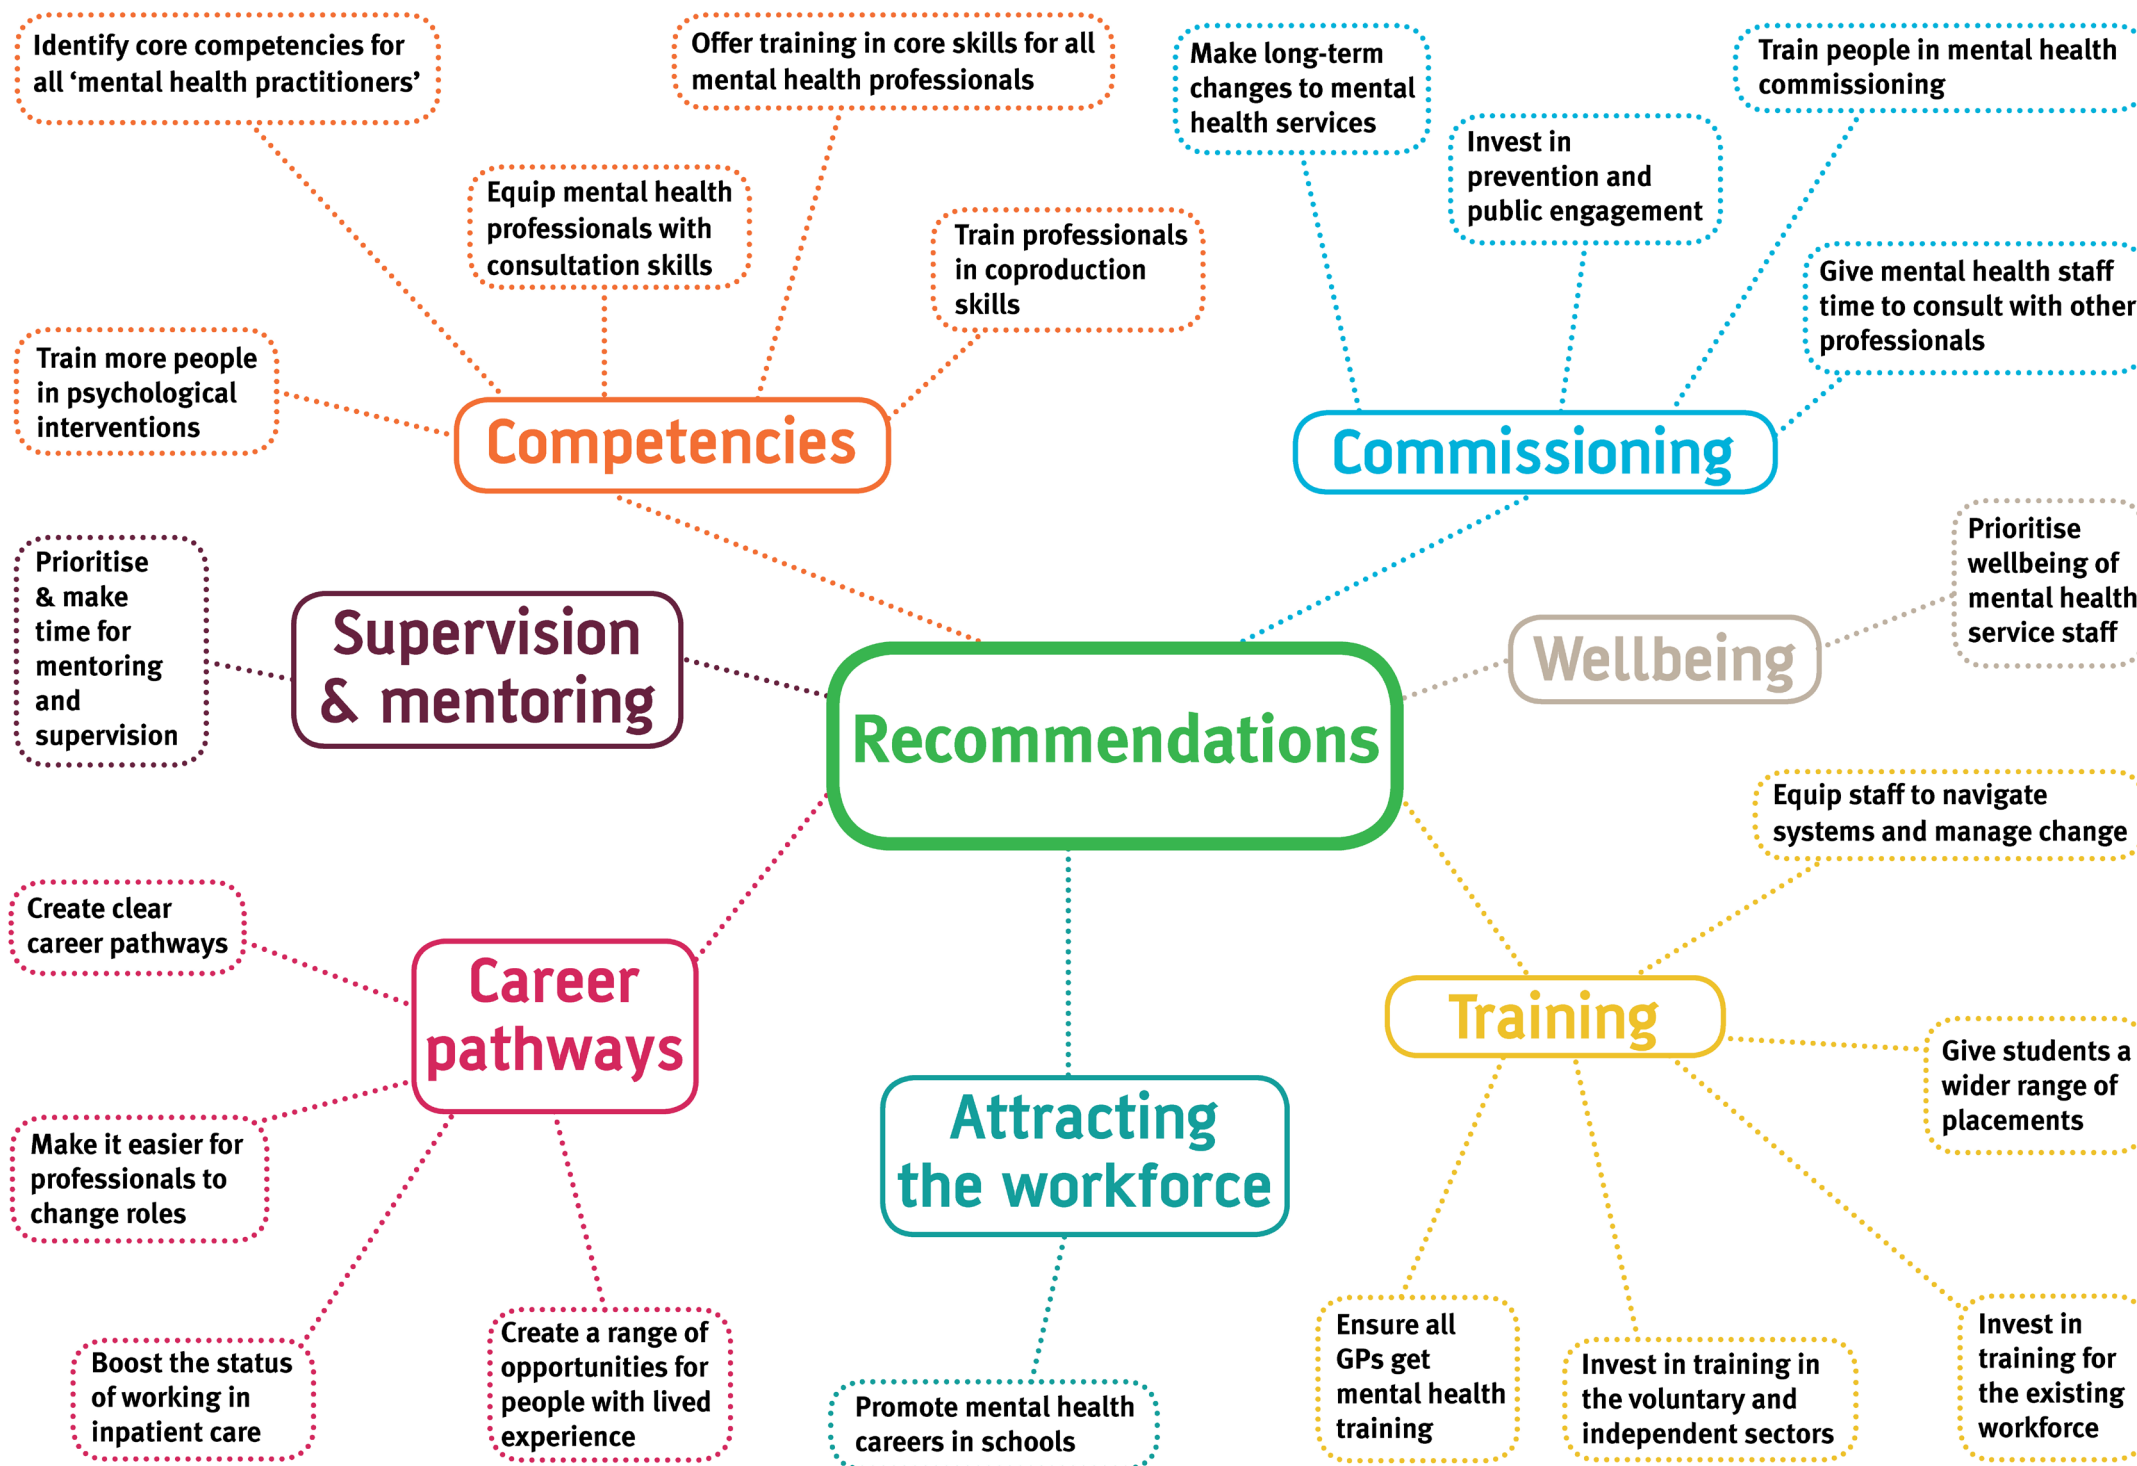 Identify core competencies for
all ‘mental health practitioners’
Offer training in core skills for all
mental health professionals
Equip mental health
professionals with
consultation skills
Train professionals
in coproduction
skills
Train more people
in psychological
interventions
Competencies
Make long-term
changes to mental
health services
Invest in
prevention and
public engagement
Train people in mental health
commissioning
Give mental health staff
time to consult with other
professionals
Commissioning
Prioritise
& make
time for
mentoring
and
supervision
Supervision
& mentoring
Recommendations
Wellbeing
Prioritise
wellbeing of
mental health
service staff
Create clear
career pathways
Career
pathways
Make it easier for
professionals to
change roles
Boost the status
of working in
inpatient care
Create a range of
opportunities for
people with lived
experience
Attracting
the workforce
Promote mental health
careers in schools
Equip staff to navigate
systems and manage change
Training
Give students a
wider range of
placements
Ensure all
GPs get
mental health
training
Invest in training in
the voluntary and
independent sectors
Invest in
training for
the existing
workforce